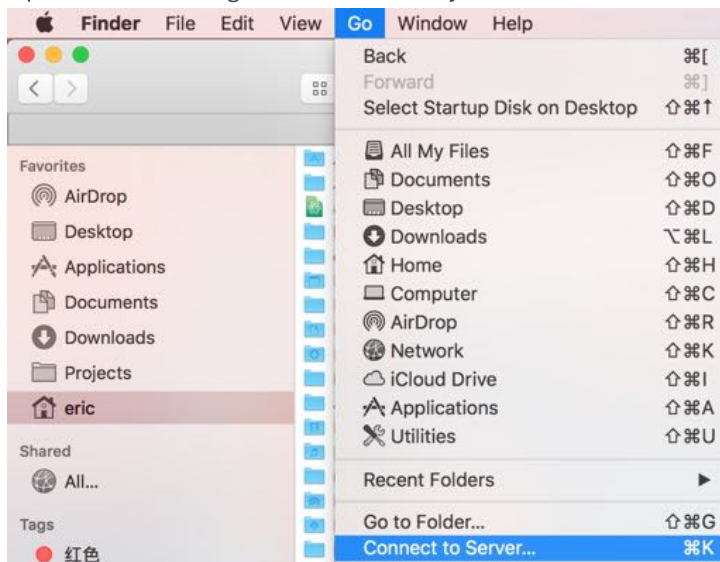 Finder File Edit View Go Window Help
Back ⌘[
Forward ⌘]
Select Startup Disk on Desktop ⇧⌘↑
All My Files ⇧⌘F
Documents ⇧⌘O
Desktop ⇧⌘D
Downloads ⌥⌘L
Home ⇧⌘H
Computer ⇧⌘C
AirDrop ⇧⌘R
Network ⇧⌘K
iCloud Drive ⇧⌘I
Applications ⇧⌘A
Utilities ⇧⌘U
Recent Folders ▶
Go to Folder... ⇧⌘G
Connect to Server... ⌘K
Favorites
AirDrop
Desktop
Applications
Documents
Downloads
Projects
eric
Shared
All...
Tags
红色